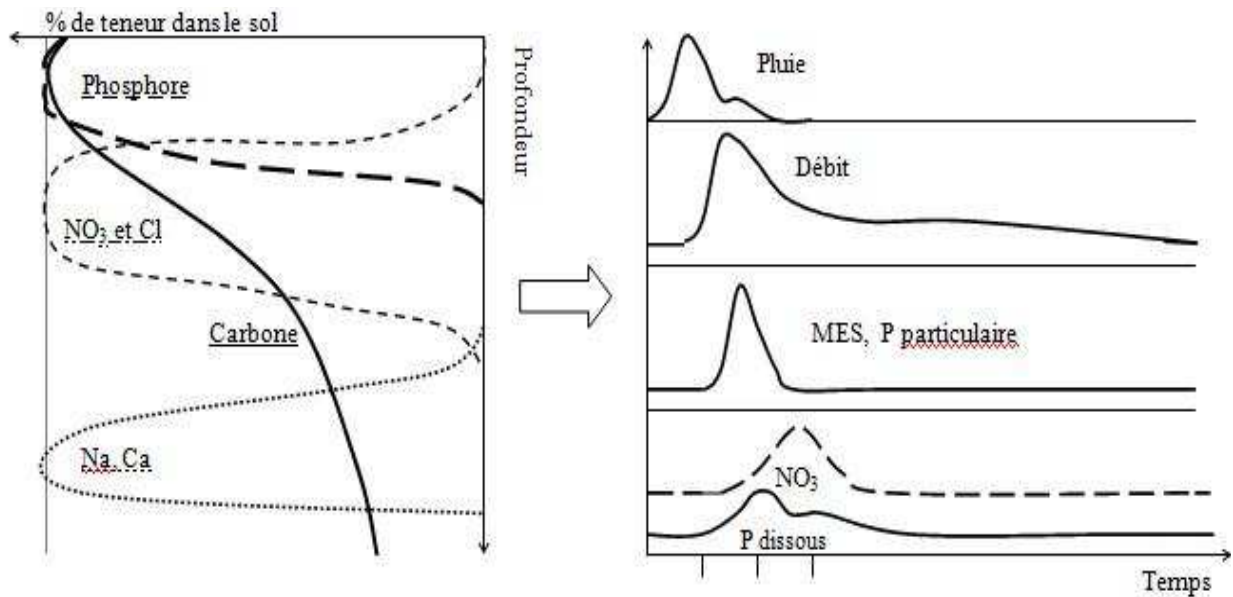 % de teneur dans le sol
Profondeur
Phosphore
NO₃ et Cl
Carbone
Na, Ca
Pluie
Débit
MES, P particulaire
NO₃
P dissous
Temps